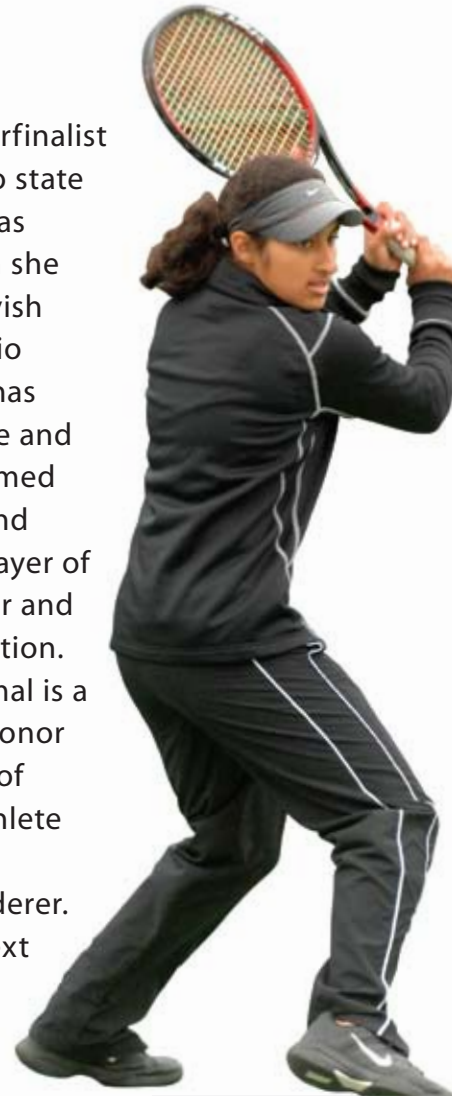 rfinalist
o state
as
she
rish
io
has
e and
med
nd
ayer of
r and
tion.
nal is a
onor
of
hlete
derer.
xt